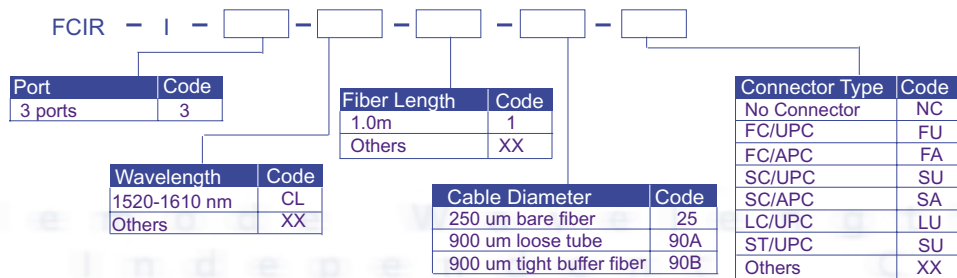 FCIR - I - - - - -
Port Code
3 ports 3
Wavelength Code
1520-1610 nm CL
Others XX
Fiber Length Code
1.0m 1
Others XX
Cable Diameter Code
250 um bare fiber 25
900 um loose tube 90A
900 um tight buffer fiber 90B
Connector Type Code
No Connector NC
FC/UPC FU
FC/APC FA
SC/UPC SU
SC/APC SA
LC/UPC LU
ST/UPC SU
Others XX